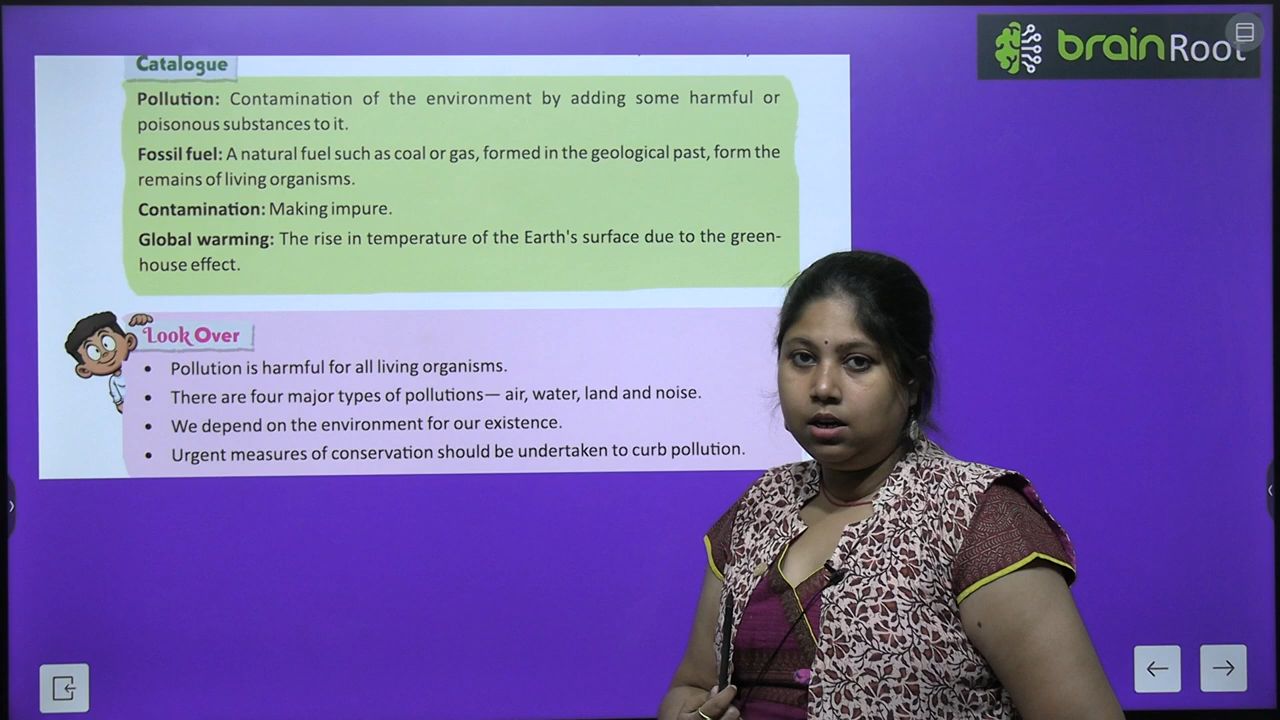 brainRoot
Catalogue
Pollution: Contamination of the environment by adding some harmful or
poisonous substances to it.
Fossil fuel: A natural fuel such as coal or gas, formed in the geological past, form the
remains of living organisms.
Contamination: Making impure.
Global warming: The rise in temperature of the Earth's surface due to the green-
house effect.
Look Over
• Pollution is harmful for all living organisms.
• There are four major types of pollutions— air, water, land and noise.
• We depend on the environment for our existence.
• Urgent measures of conservation should be undertaken to curb pollution.